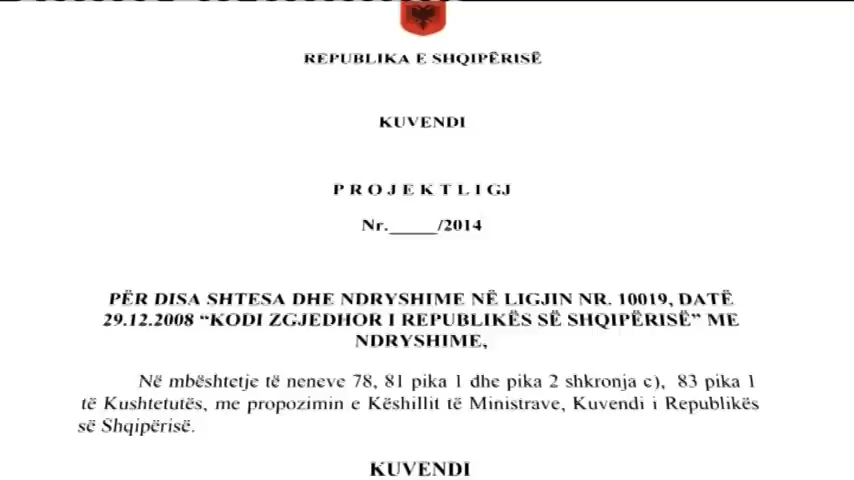 REPUBLIKA E SHQIPËRISË
KUVENDI
P R O J E K T L I GJ
Nr._____/2014
PËR DISA SHTESA DHE NDRYSHIME NË LIGJIN NR. 10019, DATË
29.12.2008 “KODI ZGJEDHOR I REPUBLIKËS SË SHQIPËRISË” ME
NDRYSHIME,
Në mbështetje të neneve 78, 81 pika 1 dhe pika 2 shkronja c), 83 pika 1
të Kushtetutës, me propozimin e Këshillit të Ministrave, Kuvendi i Republikës
së Shqipërisë.
KUVENDI